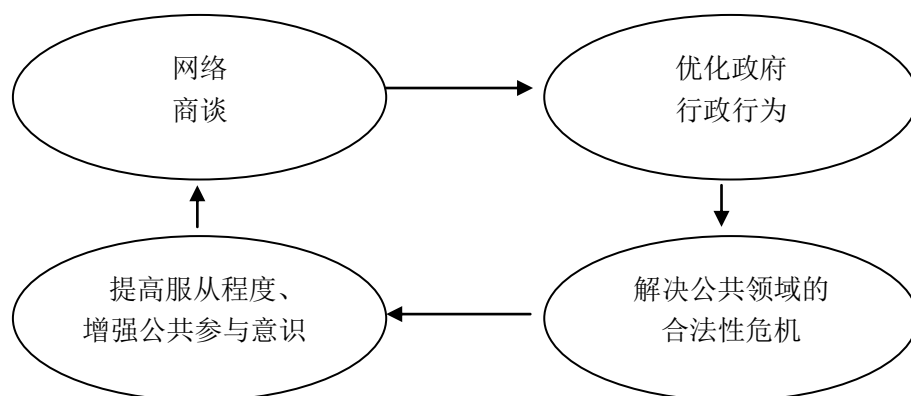 网络
商谈
优化政府
行政行为
提高服从程度、
增强公共参与意识
解决公共领域的
合法性危机